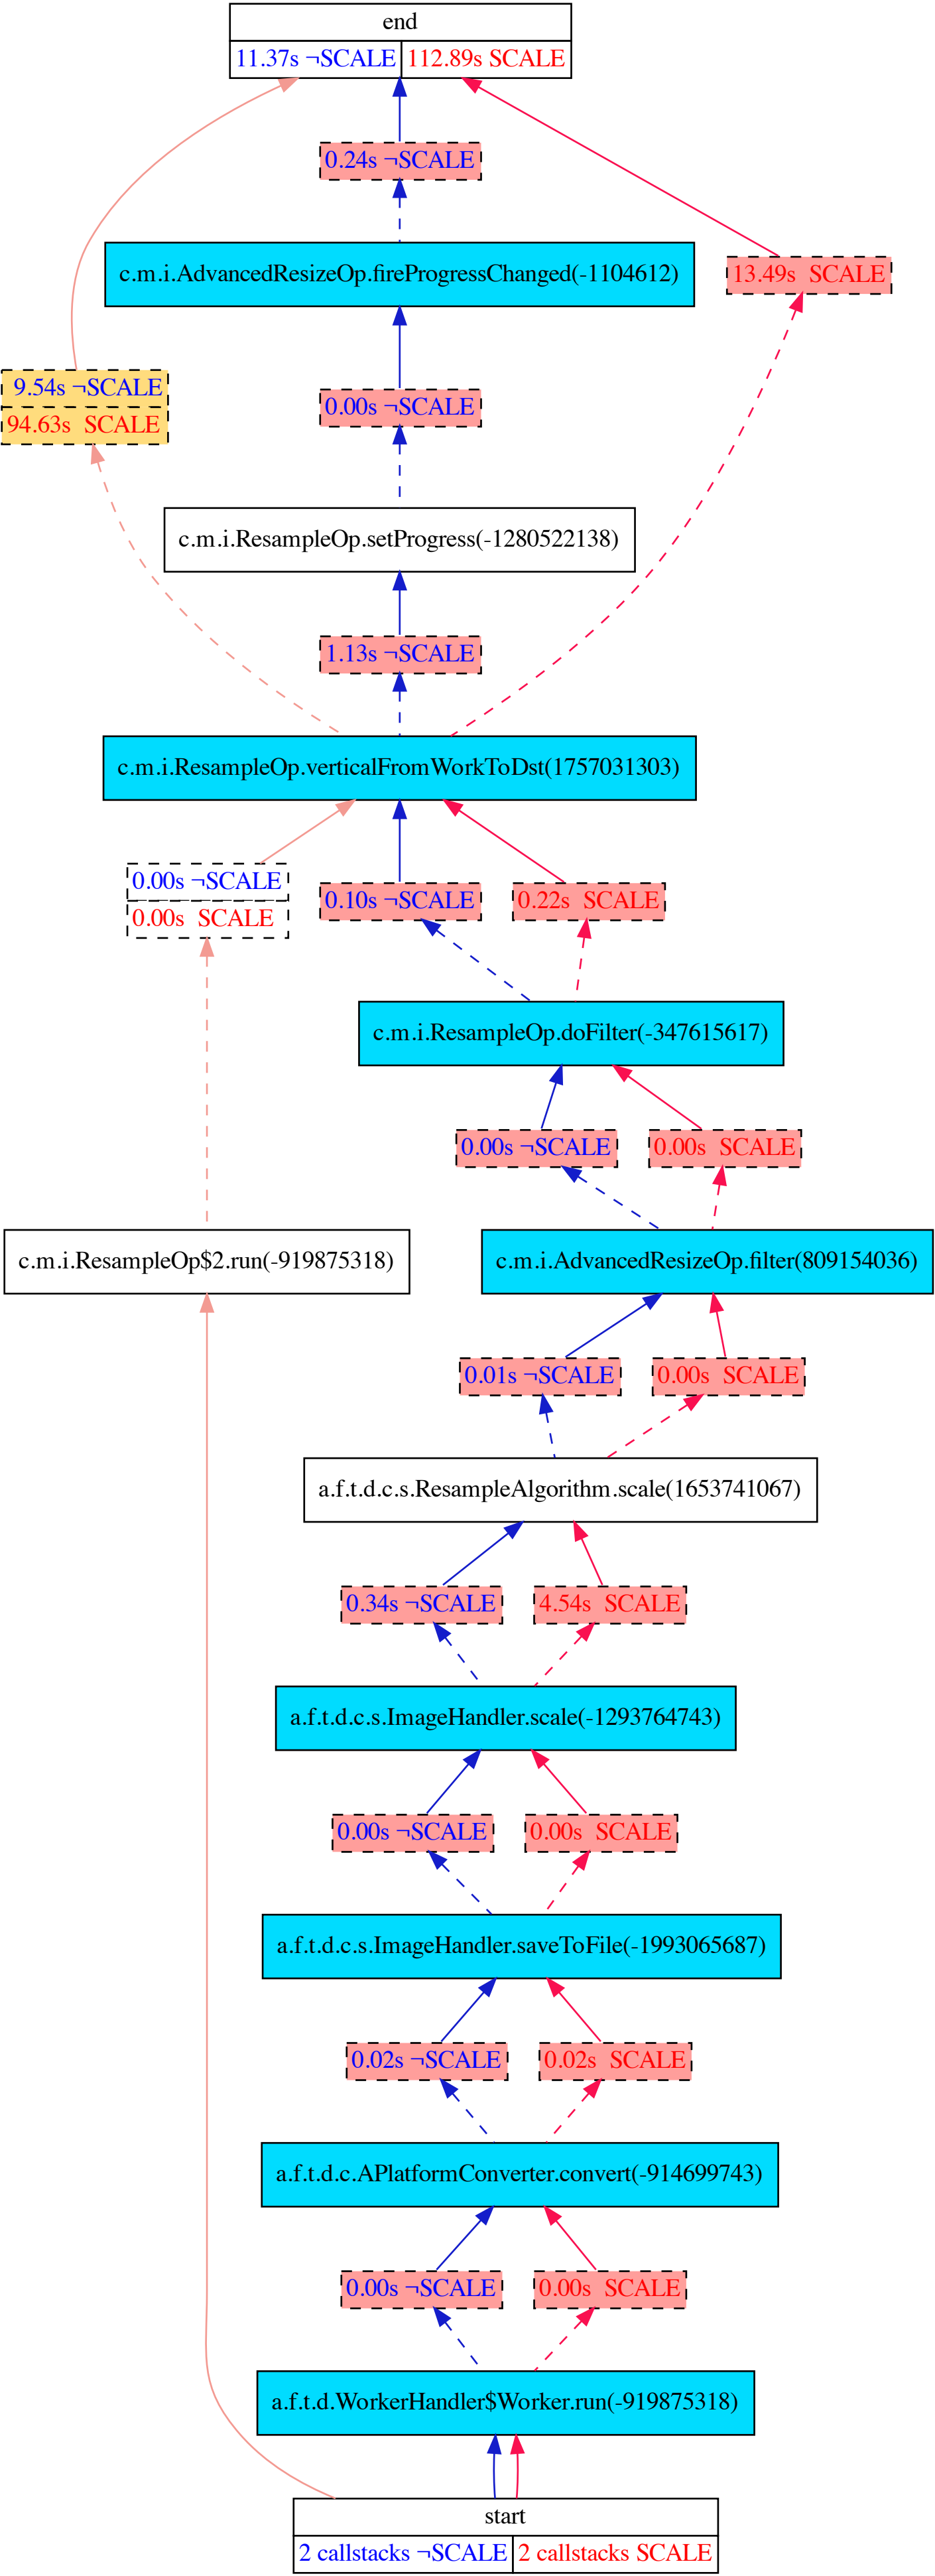 end
11.37s ¬SCALE 112.89s SCALE
0.24s ¬SCALE
c.m.i.AdvancedResizeOp.fireProgressChanged(-1104612)
13.49s SCALE
9.54s ¬SCALE
94.63s SCALE
0.00s ¬SCALE
c.m.i.ResampleOp.setProgress(-1280522138)
1.13s ¬SCALE
c.m.i.ResampleOp.verticalFromWorkToDst(1757031303)
0.00s ¬SCALE
0.00s SCALE
0.10s ¬SCALE
0.22s SCALE
c.m.i.ResampleOp.doFilter(-347615617)
0.00s ¬SCALE
0.00s SCALE
c.m.i.ResampleOp$2.run(-919875318)
c.m.i.AdvancedResizeOp.filter(809154036)
0.01s ¬SCALE
0.00s SCALE
a.f.t.d.c.s.ResampleAlgorithm.scale(1653741067)
0.34s ¬SCALE
4.54s SCALE
a.f.t.d.c.s.ImageHandler.scale(-1293764743)
0.00s ¬SCALE
0.00s SCALE
a.f.t.d.c.s.ImageHandler.saveToFile(-1993065687)
0.02s ¬SCALE
0.02s SCALE
a.f.t.d.c.APlatformConverter.convert(-914699743)
0.00s ¬SCALE
0.00s SCALE
a.f.t.d.WorkerHandler$Worker.run(-919875318)
start
2 callstacks ¬SCALE 2 callstacks SCALE